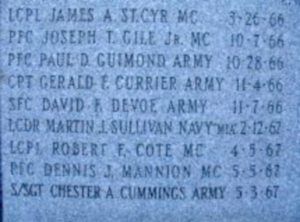 LCPL JAMES A. ST.CYR MC 3-26-66
PFC JOSEPH T. GILE JR. MC 10-7-66
PFC PAUL D. GUIMOND ARMY 10-28-66
CPT GERALD F. CURRIER ARMY 11-4-66
SFC DAVID F. DEVOE ARMY 11-7-66
LCDR MARTIN J. SULLIVAN NAVY 2-12-67
LCPL ROBERT F. COTE MC 4-5-67
PFC DENNIS J. MANNION MC 5-5-67
S/SGT CHESTER A. CUMMINGS ARMY 5-3-67